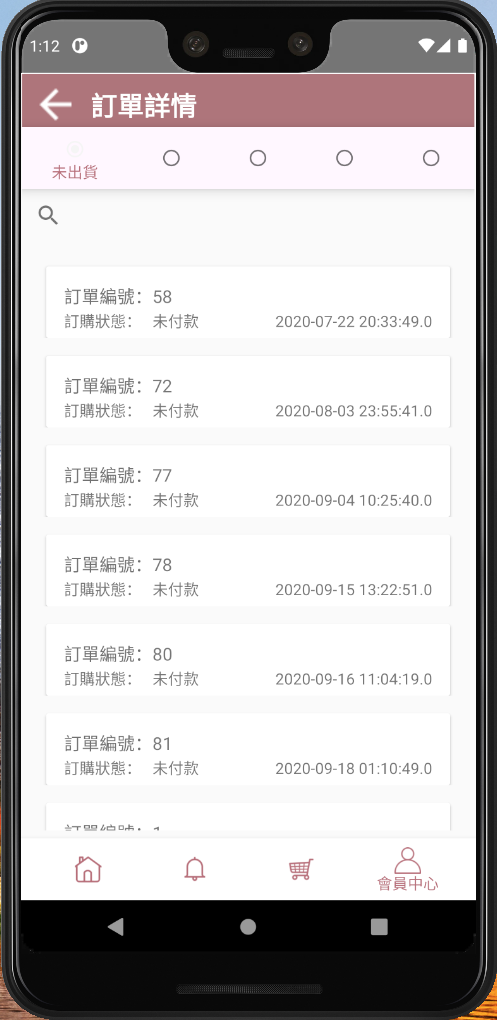 1:12
訂單詳情
未出貨
訂單編號: 58
訂購狀態: 未付款 2020-07-22 20:33:49.0
訂單編號: 72
訂購狀態: 未付款 2020-08-03 23:55:41.0
訂單編號: 77
訂購狀態: 未付款 2020-09-04 10:25:40.0
訂單編號: 78
訂購狀態: 未付款 2020-09-15 13:22:51.0
訂單編號: 80
訂購狀態: 未付款 2020-09-16 11:04:19.0
訂單編號: 81
訂購狀態: 未付款 2020-09-18 01:10:49.0
訂單編號:
會員中心